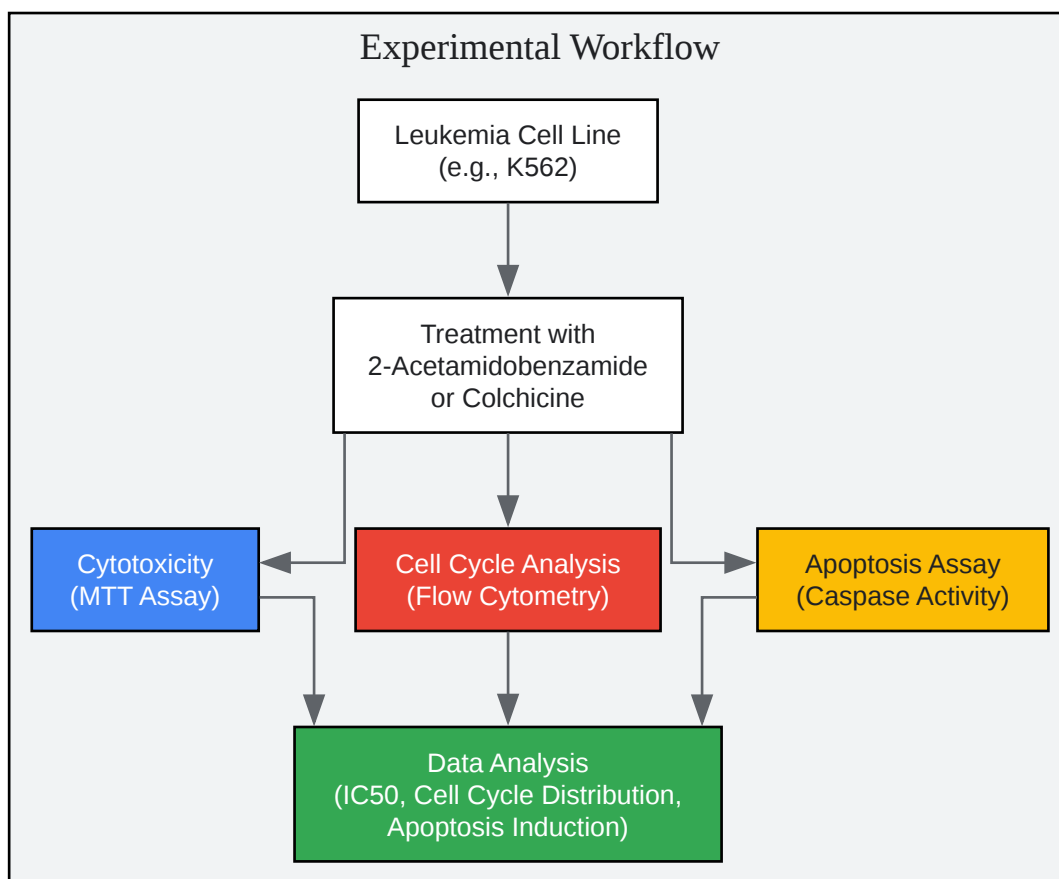 Experimental Workflow
Leukemia Cell Line
(e.g., K562)
Treatment with
2-Acetamidobenzamide
or Colchicine
Cytotoxicity
(MTT Assay)
Cell Cycle Analysis
(Flow Cytometry)
Apoptosis Assay
(Caspase Activity)
Data Analysis
(IC50, Cell Cycle Distribution,
Apoptosis Induction)